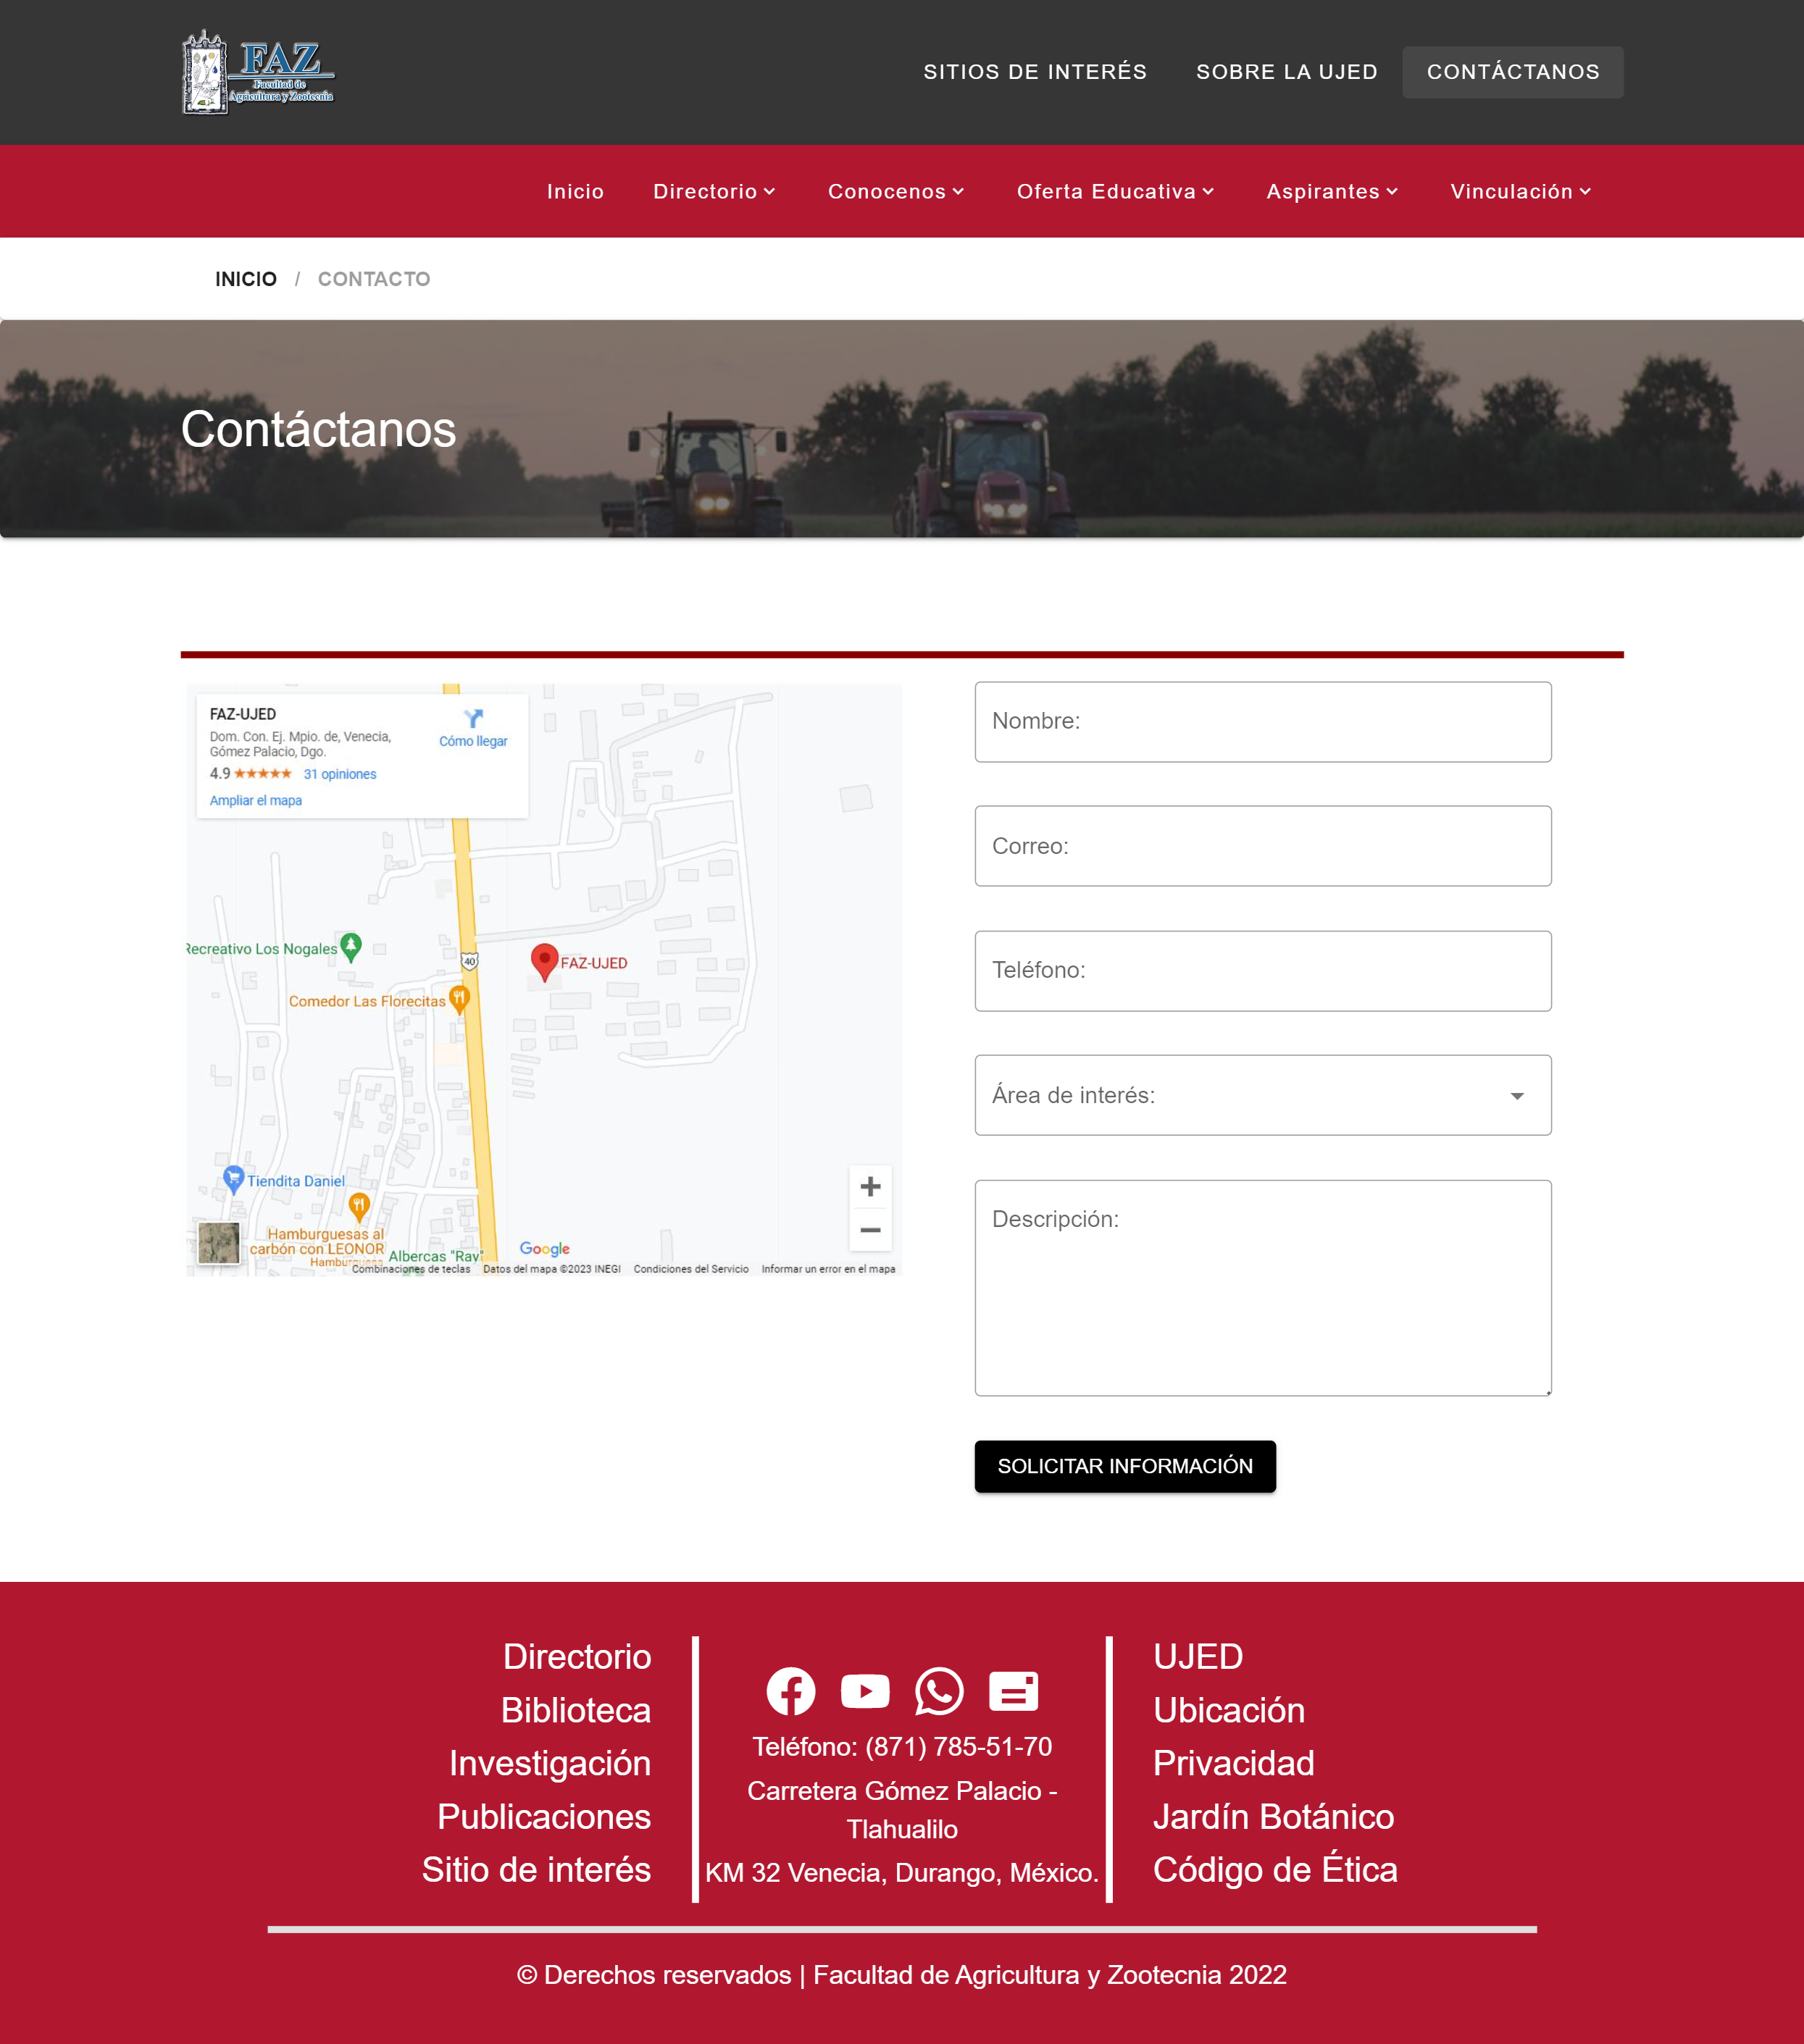 FAZ
Facultad de
Agricultura y Zootecnia
SITIOS DE INTERÉS
SOBRE LA UJED
CONTÁCTANOS
Inicio
Directorio
Conocenos
Oferta Educativa
Aspirantes
Vinculación
INICIO / CONTACTO
Contáctanos
FAZ-UJED
Dom. Con. Ej. Mpio. de, Venecia,
Gómez Palacio, Dgo.
4.9 ★★★★★ 31 opiniones
Ampliar el mapa
Cómo llegar
Recreativo Los Nogales
40
FAZ-UJED
Comedor Las Florecitas
Tiendita Daniel
Hamburguesas al
carbón con LEONOR
Hamburguesa
Albercas "Ray"
Google
Combinaciones de teclas
Datos del mapa ©2023 INEGI
Condiciones del Servicio
Informar un error en el mapa
Nombre:
Correo:
Teléfono:
Área de interés:
Descripción:
SOLICITAR INFORMACIÓN
Directorio
Biblioteca
Investigación
Publicaciones
Sitio de interés
Teléfono: (871) 785-51-70
Carretera Gómez Palacio -
Tlahualilo
KM 32 Venecia, Durango, México.
UJED
Ubicación
Privacidad
Jardín Botánico
Código de Ética
© Derechos reservados | Facultad de Agricultura y Zootecnia 2022